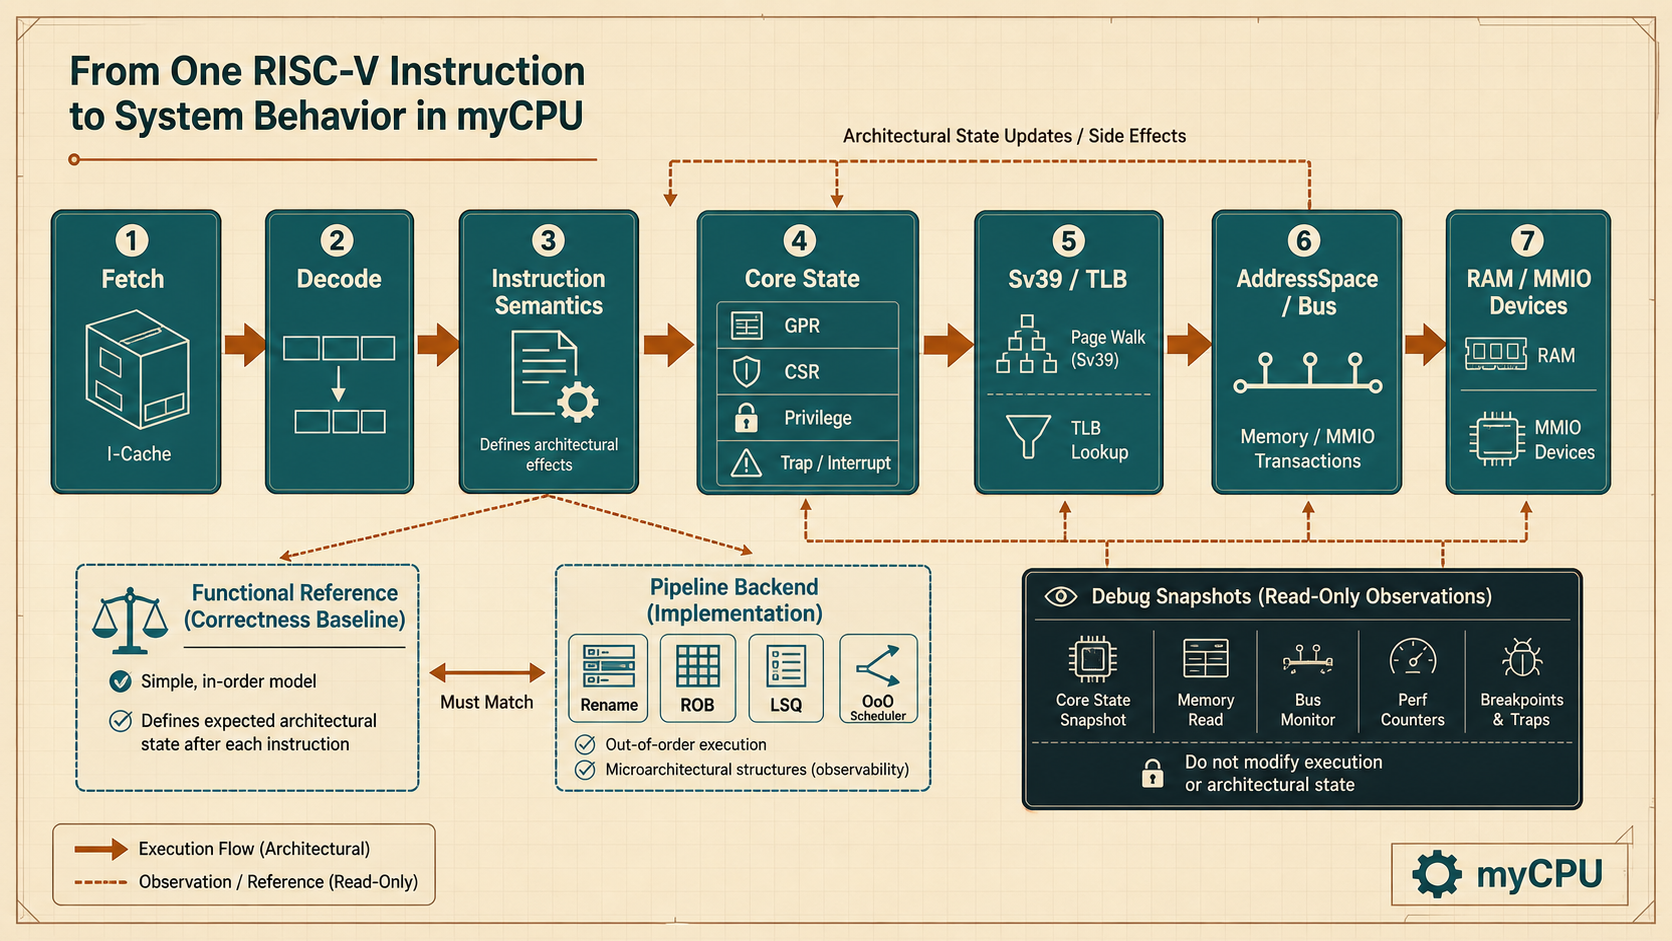 From One RISC-V Instruction
to System Behavior in myCPU
Architectural State Updates / Side Effects
1
Fetch
I-Cache
2
Decode
3
Instruction
Semantics
Defines architectural
effects
4
Core State
GPR
CSR
Privilege
Trap / Interrupt
5
Sv39 / TLB
Page Walk
(Sv39)
TLB
Lookup
6
AddressSpace
/ Bus
Memory / MMIO
Transactions
7
RAM / MMIO
Devices
RAM
MMIO
Devices
Functional Reference
(Correctness Baseline)
Simple, in-order model
Defines expected architectural
state after each instruction
Must Match
Pipeline Backend
(Implementation)
Rename
ROB
LSQ
OoO
Scheduler
Out-of-order execution
Microarchitectural structures (observability)
Debug Snapshots (Read-Only Observations)
Core State
Snapshot
Memory
Read
Bus
Monitor
Perf
Counters
Breakpoints
& Traps
Do not modify execution
or architectural state
Execution Flow (Architectural)
Observation / Reference (Read-Only)
myCPU